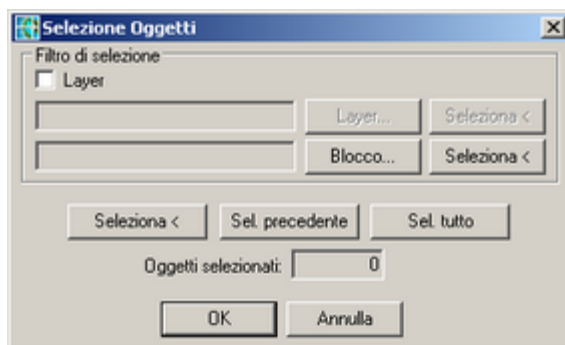 Selezione Oggetti
Filtro di selezione
Layer
Layer... Seleziona <
Blocco... Seleziona <
Seleziona < Sel. precedente Sel. tutto
Oggetti selezionati: 0
OK Annulla